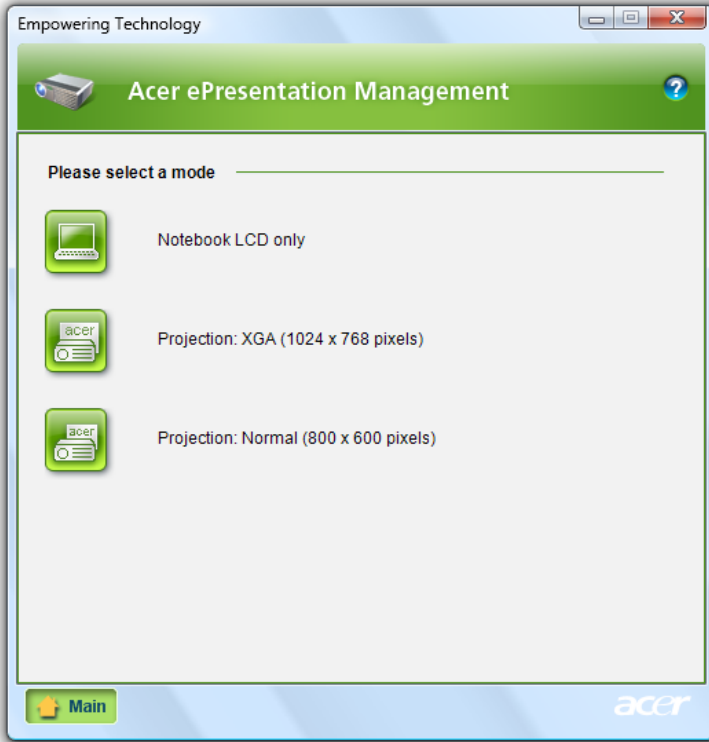 Empowering Technology
Acer ePresentation Management
?
Please select a mode
Notebook LCD only
acer
Projection: XGA (1024 x 768 pixels)
acer
Projection: Normal (800 x 600 pixels)
Main
acer